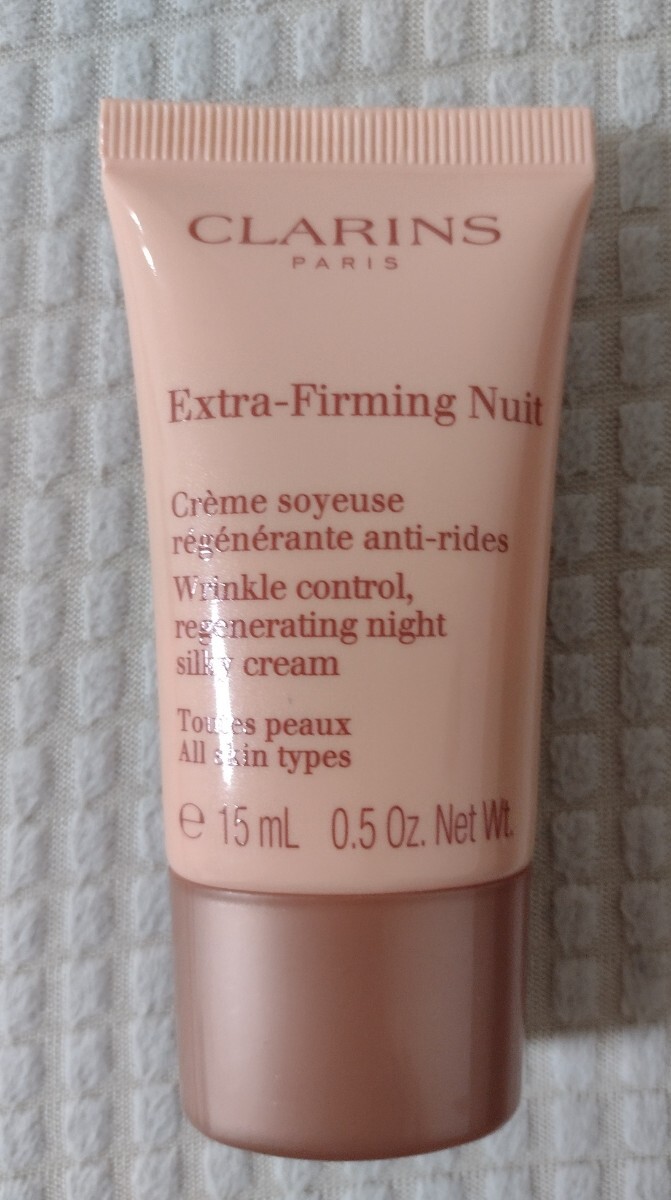 CLARINS
PARIS
Extra-Firming Nuit
Crème soyeuse
régénérante anti-rides
Wrinkle control,
regenerating night
silky cream
Toutes peaux
All skin types
℮ 15 mL 0.5 Oz. Net Wt.